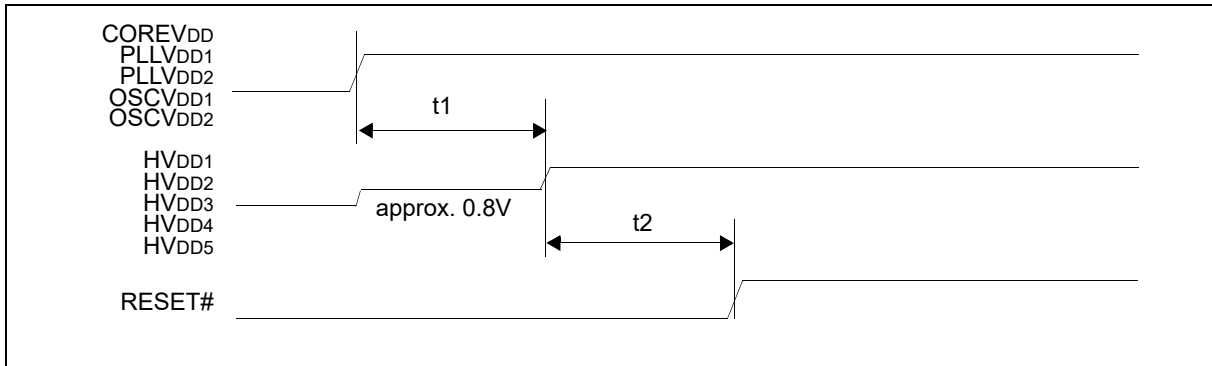 COREVDD
PLLVDD1
PLLVDD2
OSCVDD1
OSCVDD2
t1
HVDD1
HVDD2
HVDD3
HVDD4
HVDD5
approx. 0.8V
t2
RESET#